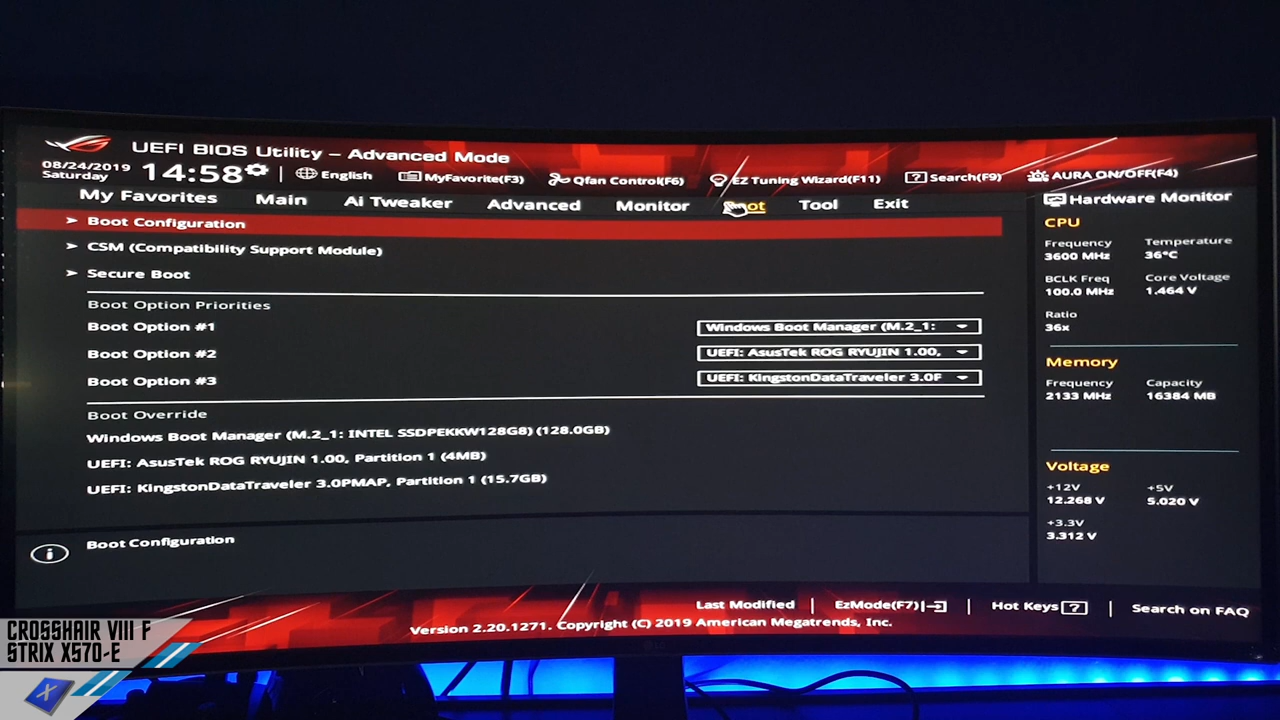 UEFI BIOS Utility – Advanced Mode
08/24/2019
Saturday
14:58
English
MyFavorite(F3)
Qfan Control(F6)
EZ Tuning Wizard(F11)
Search(F9)
AURA ON/OFF(F4)
My Favorites Main Ai Tweaker Advanced Monitor Boot Tool Exit
> Boot Configuration
> CSM (Compatibility Support Module)
> Secure Boot
Boot Option Priorities
Boot Option #1 Windows Boot Manager (M.2_1:
Boot Option #2 UEFI: AsusTek ROG RYUJIN 1.00,
Boot Option #3 UEFI: KingstonDataTraveler 3.0P
Boot Override
Windows Boot Manager (M.2_1: INTEL SSDPEKKW128G8) (128.0GB)
UEFI: AsusTek ROG RYUJIN 1.00, Partition 1 (4MB)
UEFI: KingstonDataTraveler 3.0PMAP, Partition 1 (15.7GB)
Boot Configuration
Hardware Monitor
CPU
Frequency Temperature
3600 MHz 36°C
BCLK Freq Core Voltage
100.0 MHz 1.464 V
Ratio
36x
Memory
Frequency Capacity
2133 MHz 16384 MB
Voltage
+12V +5V
12.268 V 5.020 V
+3.3V
3.312 V
Last Modified
EzMode(F7)
Hot Keys ?
Search on FAQ
Version 2.20.1271. Copyright (C) 2019 American Megatrends, Inc.
CROSSHAIR VIII F
STRIX X570-E
X